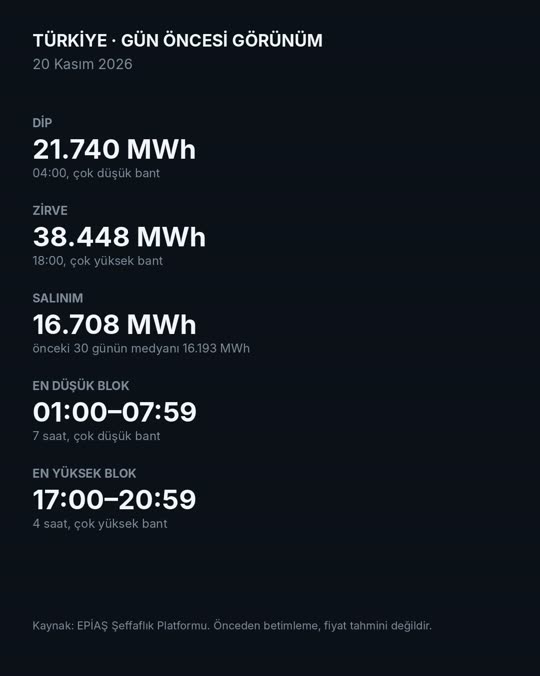 TÜRKİYE · GÜN ÖNCESİ GÖRÜNÜM
20 Kasım 2026
DİP
21.740 MWh
04:00, çok düşük bant
ZİRVE
38.448 MWh
18:00, çok yüksek bant
SALINIM
16.708 MWh
önceki 30 günün medyanı 16.193 MWh
EN DÜŞÜK BLOK
01:00–07:59
7 saat, çok düşük bant
EN YÜKSEK BLOK
17:00–20:59
4 saat, çok yüksek bant
Kaynak: EPİAŞ Şeffaflık Platformu. Önceden betimleme, fiyat tahmini değildir.